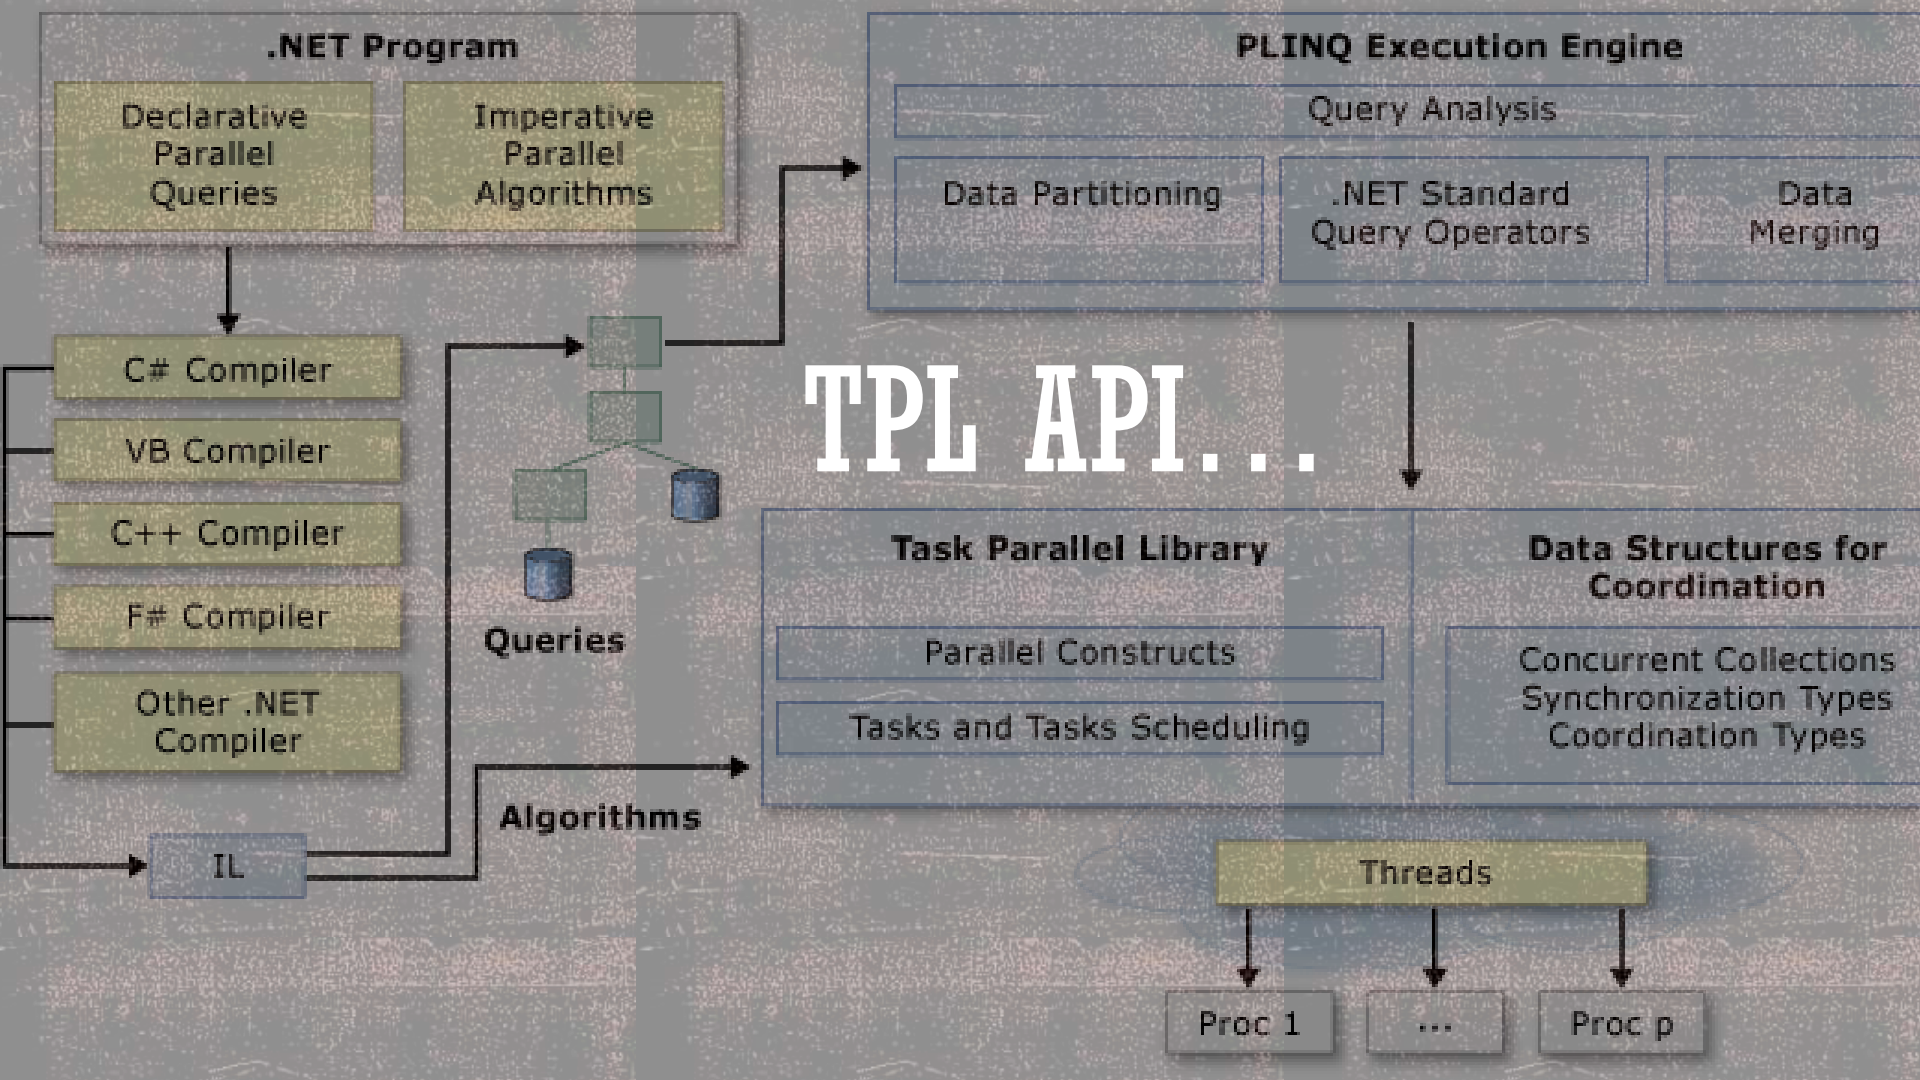 .NET Program
Declarative
Parallel
Queries
Imperative
Parallel
Algorithms
PLINQ Execution Engine
Query Analysis
Data Partitioning
.NET Standard
Query Operators
Data
Merging
C# Compiler
VB Compiler
C++ Compiler
F# Compiler
Other .NET
Compiler
IL
Queries
Algorithms
TPL API...
Task Parallel Library
Parallel Constructs
Tasks and Tasks Scheduling
Data Structures for
Coordination
Concurrent Collections
Synchronization Types
Coordination Types
Threads
Proc 1
...
Proc p